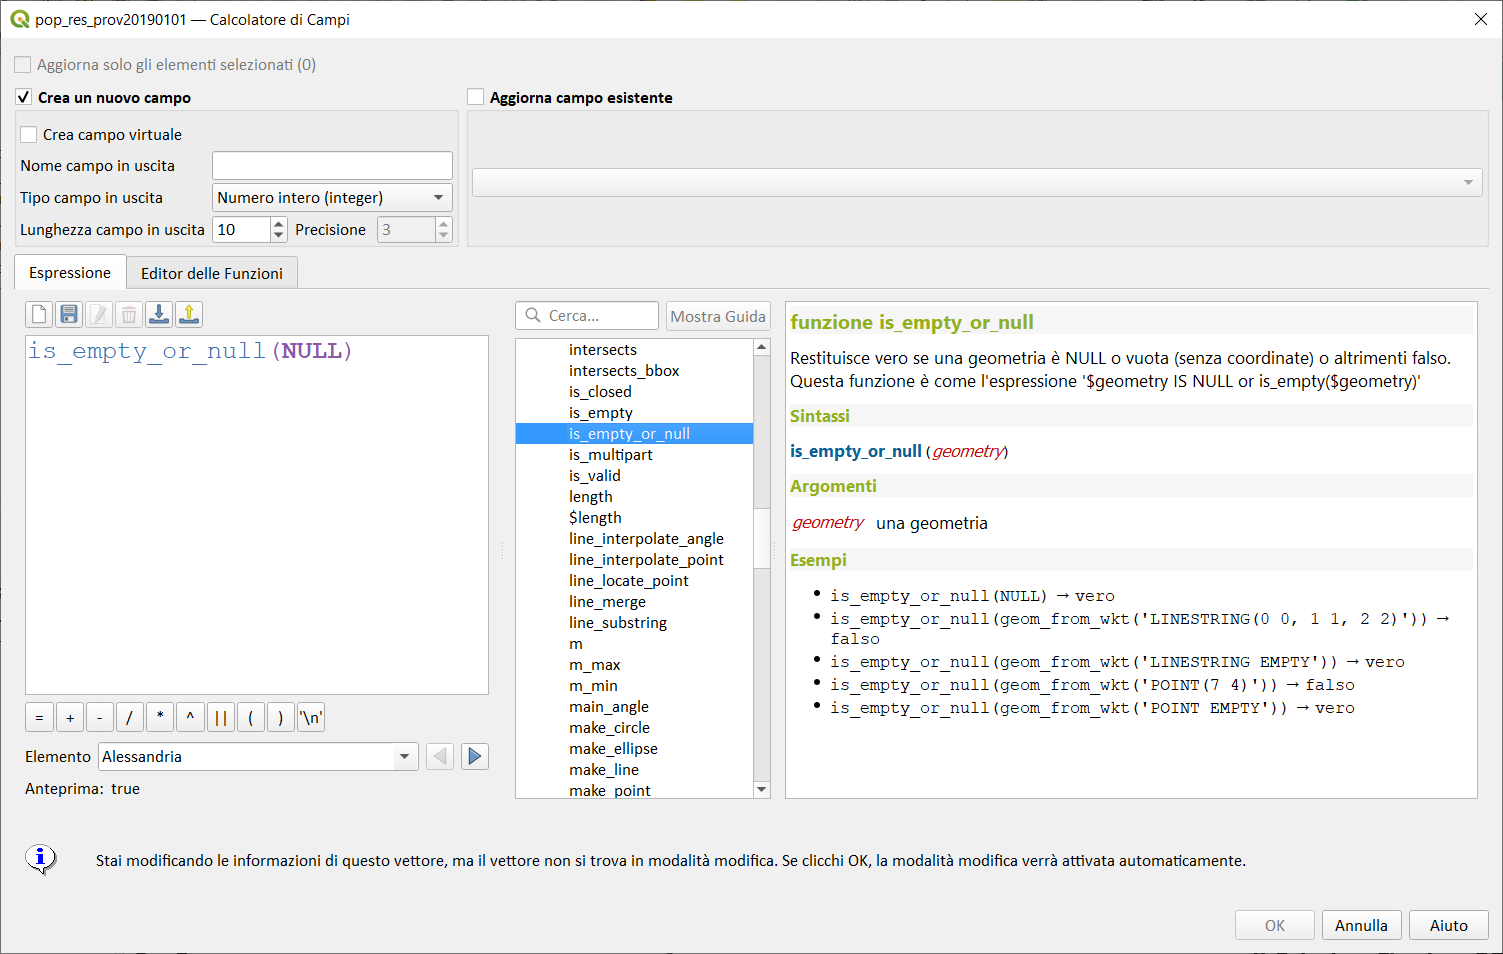 pop_res_prov20190101 — Calcolatore di Campi
Aggiorna solo gli elementi selezionati (0)
Crea un nuovo campo
Aggiorna campo esistente
Crea campo virtuale
Nome campo in uscita
Tipo campo in uscita
Numero intero (integer)
Lunghezza campo in uscita
10
Precisione
3
Espressione
Editor delle Funzioni
is_empty_or_null(NULL)
=
+
-
/
*
^
||
(
)
'\n'
Elemento
Alessandria
Anteprima: true
Cerca...
Mostra Guida
intersects
intersects_bbox
is_closed
is_empty
is_empty_or_null
is_multipart
is_valid
length
$length
line_interpolate_angle
line_interpolate_point
line_locate_point
line_merge
line_substring
m
m_max
m_min
main_angle
make_circle
make_ellipse
make_line
make_point
funzione is_empty_or_null
Restituisce vero se una geometria è NULL o vuota (senza coordinate) o altrimenti falso.
Questa funzione è come l'espressione '$geometry IS NULL or is_empty($geometry)'
Sintassi
is_empty_or_null (geometry)
Argomenti
geometry una geometria
Esempi
• is_empty_or_null(NULL) → vero
• is_empty_or_null(geom_from_wkt('LINESTRING(0 0, 1 1, 2 2)')) →
falso
• is_empty_or_null(geom_from_wkt('LINESTRING EMPTY')) → vero
• is_empty_or_null(geom_from_wkt('POINT(7 4)')) → falso
• is_empty_or_null(geom_from_wkt('POINT EMPTY')) → vero
Stai modificando le informazioni di questo vettore, ma il vettore non si trova in modalità modifica. Se clicchi OK, la modalità modifica verrà attivata automaticamente.
OK
Annulla
Aiuto